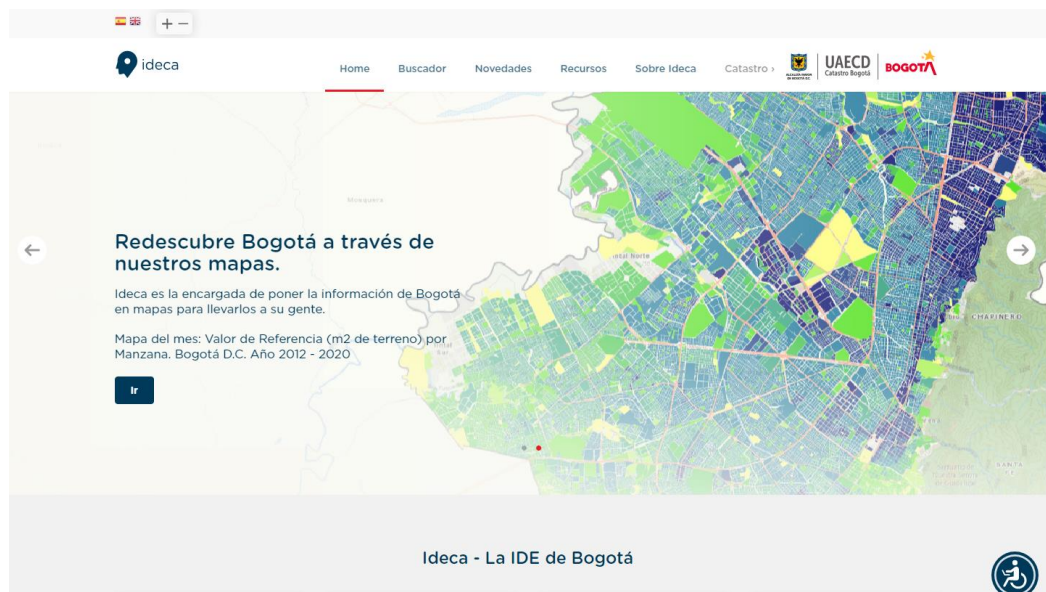 + −
ideca
Home Buscador Novedades Recursos Sobre Ideca Catastro ›
UAECD
Catastro Bogotá
BOGOTÁ
Mosquera
Redescubre Bogotá a través de
nuestros mapas.
Ideca es la encargada de poner la información de Bogotá
en mapas para llevarlos a su gente.
Mapa del mes: Valor de Referencia (m2 de terreno) por
Manzana. Bogotá D.C. Año 2012 - 2020
Ir
CHAPINERO
Ideca - La IDE de Bogotá